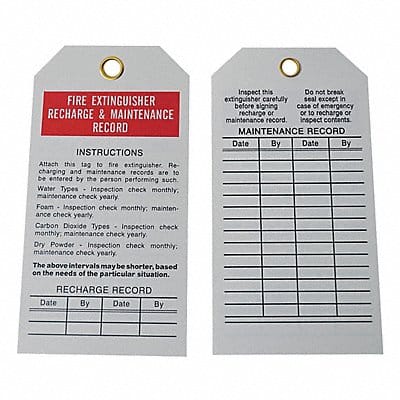 FIRE EXTINGUISHER
RECHARGE & MAINTENANCE
RECORD
INSTRUCTIONS
Attach this tag to fire extinguisher. Re-
charging and maintenance records are to
be entered by the person performing such.
Water Types - Inspection check monthly;
maintenance check yearly.
Foam - Inspection check monthly; mainten-
ance check yearly.
Carbon Dioxide Types - Inspection check
monthly; maintenance check yearly.
Dry Powder - Inspection check monthly;
maintenance check yearly.
The above intervals may be shorter, based
on the needs of the particular situation.
RECHARGE RECORD
Date By Date By
Inspect this
extinguisher carefully
before signing
recharge or
maintenance record.
Do not break
seal except in
case of emergency
or to recharge or
inspect contents.
MAINTENANCE RECORD
Date By Date By